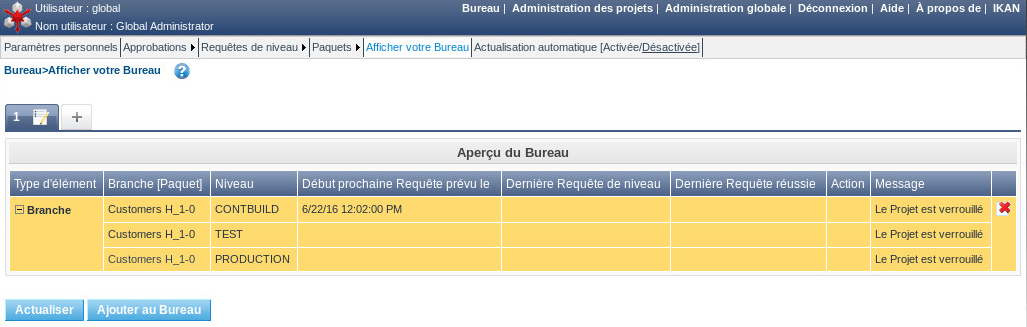 Utilisateur : global
Bureau | Administration des projets | Administration globale | Déconnexion | Aide | À propos de | IKAN
Nom utilisateur : Global Administrator
Paramètres personnels Approbations Requêtes de niveau Paquets Afficher votre Bureau Actualisation automatique [Activée/Désactivée]
Bureau>Afficher votre Bureau ?
1 +
Aperçu du Bureau
Type d'élément Branche [Paquet] Niveau Début prochaine Requête prévu le Dernière Requête de niveau Dernière Requête réussie Action Message
Branche Customers H_1-0 CONTBUILD 6/22/16 12:02:00 PM Le Projet est verrouillé
Customers H_1-0 TEST Le Projet est verrouillé
Customers H_1-0 PRODUCTION Le Projet est verrouillé
Actualiser Ajouter au Bureau